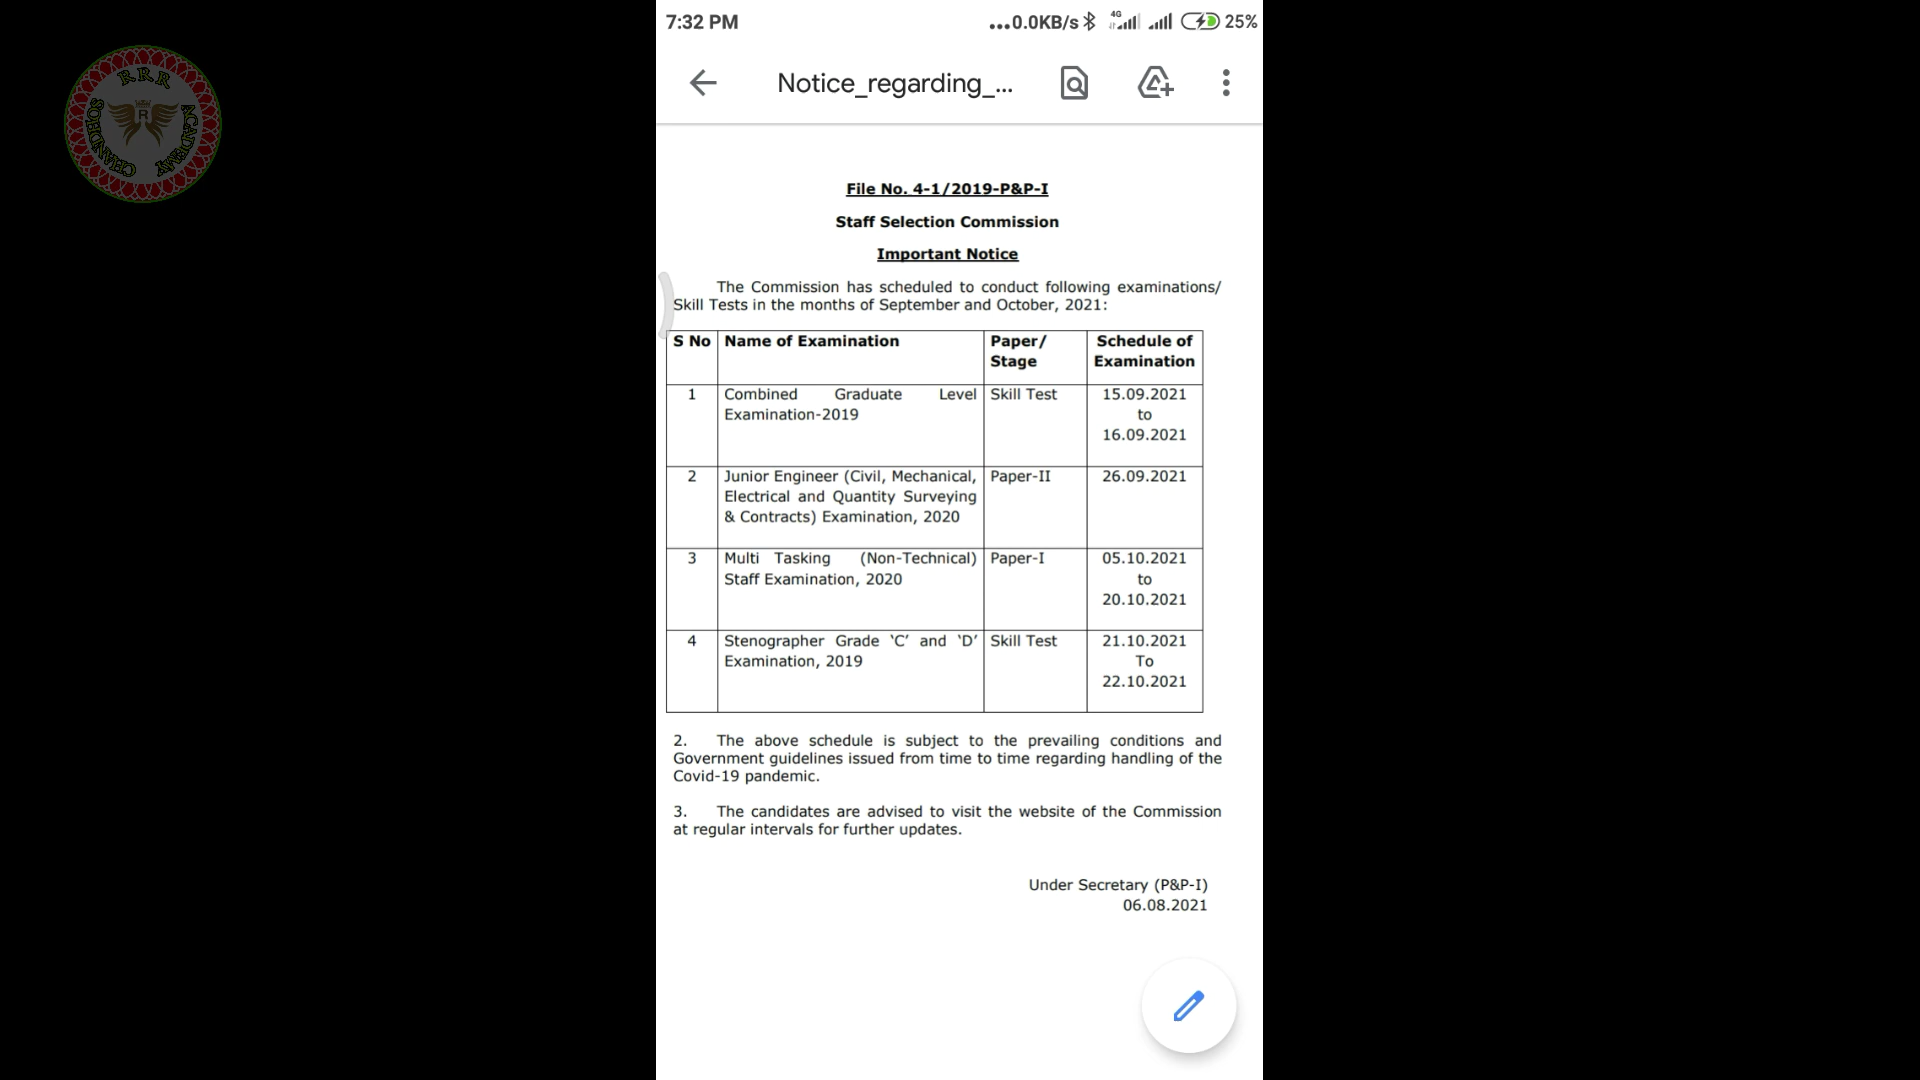 RRR
CHANDHOS ACADEMY
R
7:32 PM
...0.0KB/s 4G 25%
Notice_regarding_...
File No. 4-1/2019-P&P-I
Staff Selection Commission
Important Notice
The Commission has scheduled to conduct following examinations/
Skill Tests in the months of September and October, 2021:
S No Name of Examination Paper/ Schedule of
Stage Examination
1 Combined Graduate Level Skill Test 15.09.2021
Examination-2019 to
16.09.2021
2 Junior Engineer (Civil, Mechanical, Paper-II 26.09.2021
Electrical and Quantity Surveying
& Contracts) Examination, 2020
3 Multi Tasking (Non-Technical) Paper-I 05.10.2021
Staff Examination, 2020 to
20.10.2021
4 Stenographer Grade ‘C’ and ‘D’ Skill Test 21.10.2021
Examination, 2019 To
22.10.2021
2. The above schedule is subject to the prevailing conditions and
Government guidelines issued from time to time regarding handling of the
Covid-19 pandemic.
3. The candidates are advised to visit the website of the Commission
at regular intervals for further updates.
Under Secretary (P&P-I)
06.08.2021